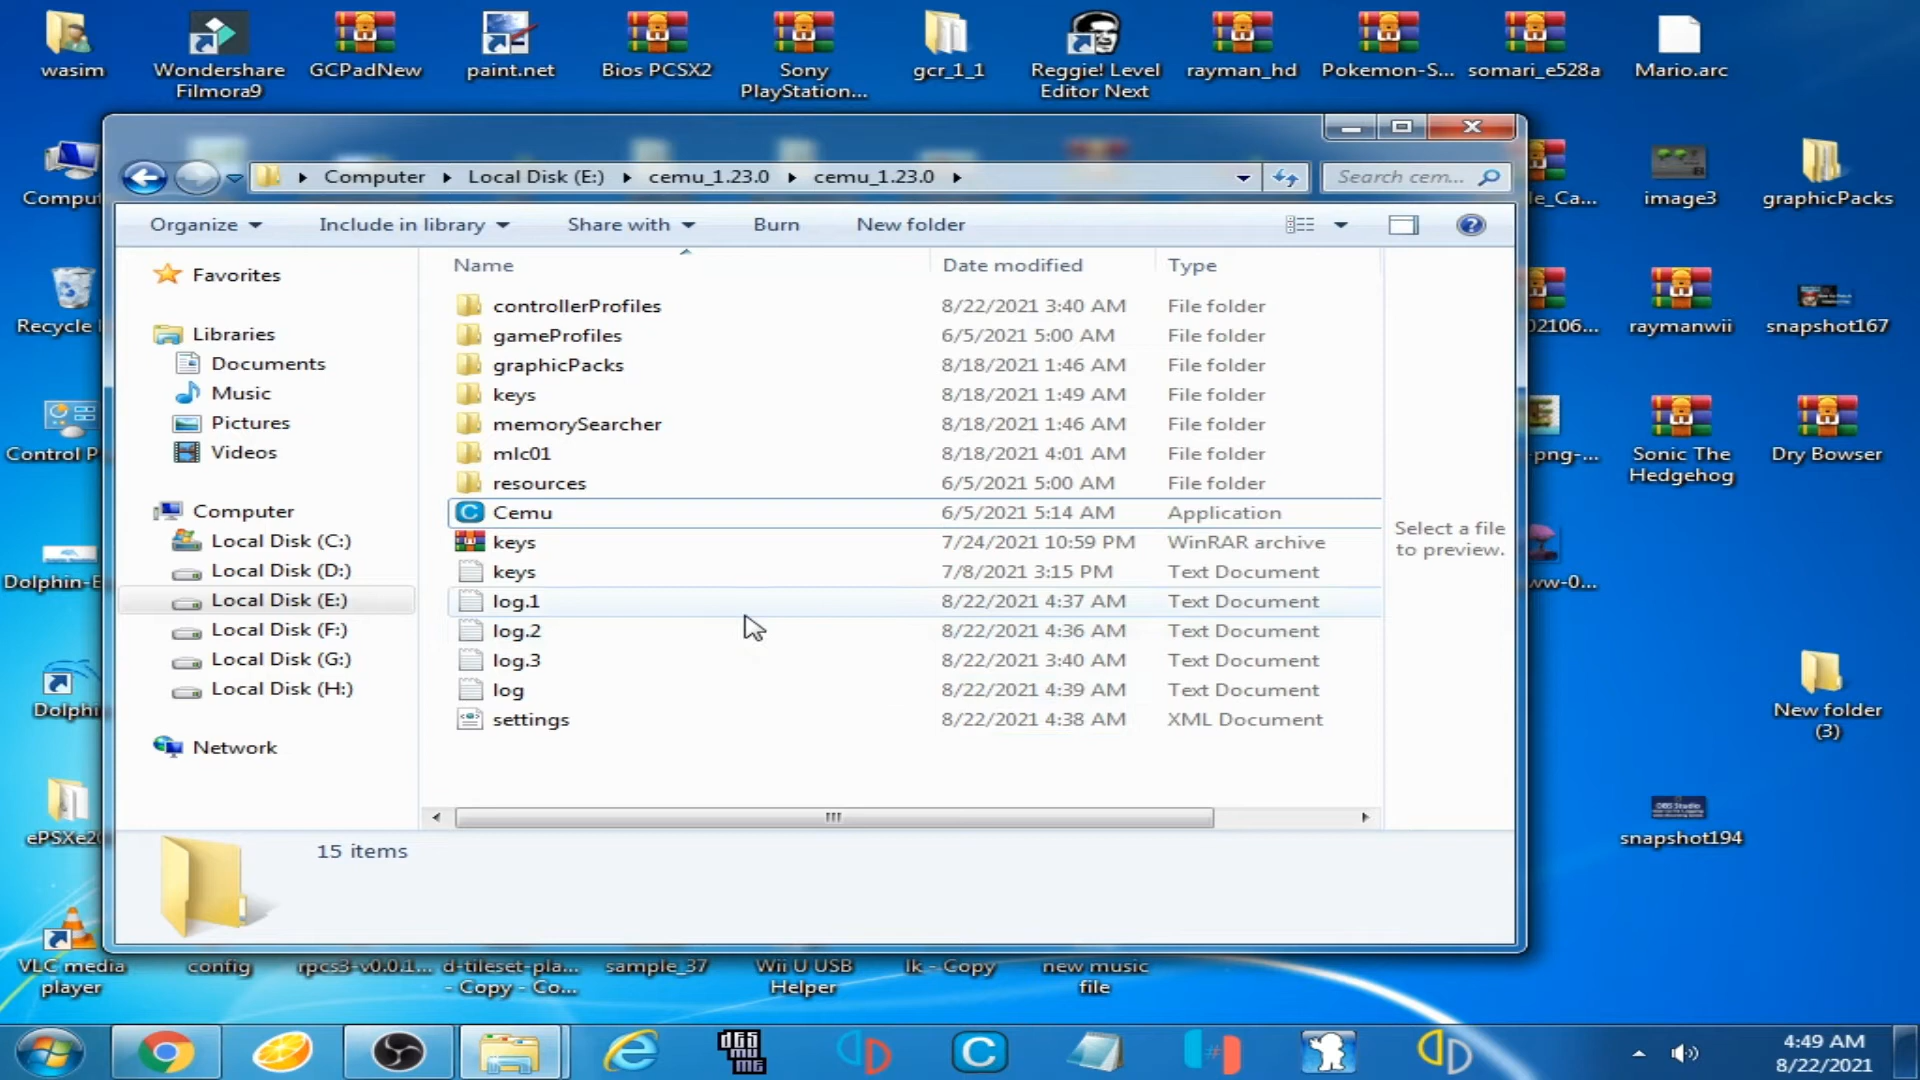 wasim
Wondershare
Filmora9
GCPadNew
paint.net
Bios PCSX2
Sony
PlayStation...
gcr_1_1
Reggie! Level
Editor Next
rayman_hd
Pokemon-S...
somari_e528a
Mario.arc
Compu
Computer
Local Disk (E:)
cemu_1.23.0
cemu_1.23.0
Search cem...
le_Ca...
image3
graphicPacks
Organize
Include in library
Share with
Burn
New folder
Name
Date modified
Type
Favorites
Libraries
Documents
Music
Pictures
Videos
Computer
Local Disk (C:)
Local Disk (D:)
Local Disk (E:)
Local Disk (F:)
Local Disk (G:)
Local Disk (H:)
Network
controllerProfiles 8/22/2021 3:40 AM File folder
gameProfiles 6/5/2021 5:00 AM File folder
graphicPacks 8/18/2021 1:46 AM File folder
keys 8/18/2021 1:49 AM File folder
memorySearcher 8/18/2021 1:46 AM File folder
mlc01 8/18/2021 4:01 AM File folder
resources 6/5/2021 5:00 AM File folder
Cemu 6/5/2021 5:14 AM Application
keys 7/24/2021 10:59 PM WinRAR archive
keys 7/8/2021 3:15 PM Text Document
log.1 8/22/2021 4:37 AM Text Document
log.2 8/22/2021 4:36 AM Text Document
log.3 8/22/2021 3:40 AM Text Document
log 8/22/2021 4:39 AM Text Document
settings 8/22/2021 4:38 AM XML Document
Select a file
to preview.
15 items
Recycle
Control P
Dolphin-E
Dolphi
ePSXe20
02106...
raymanwii
snapshot167
-png-...
Sonic The
Hedgehog
Dry Bowser
ww-0...
New folder
(3)
OBS Studio
snapshot194
VLC media
player
config
rpcs3-v0.0.1...
d-tileset-pla...
- Copy - Co...
sample_37
Wii U USB
Helper
lk - Copy
new music
file
4:49 AM
8/22/2021